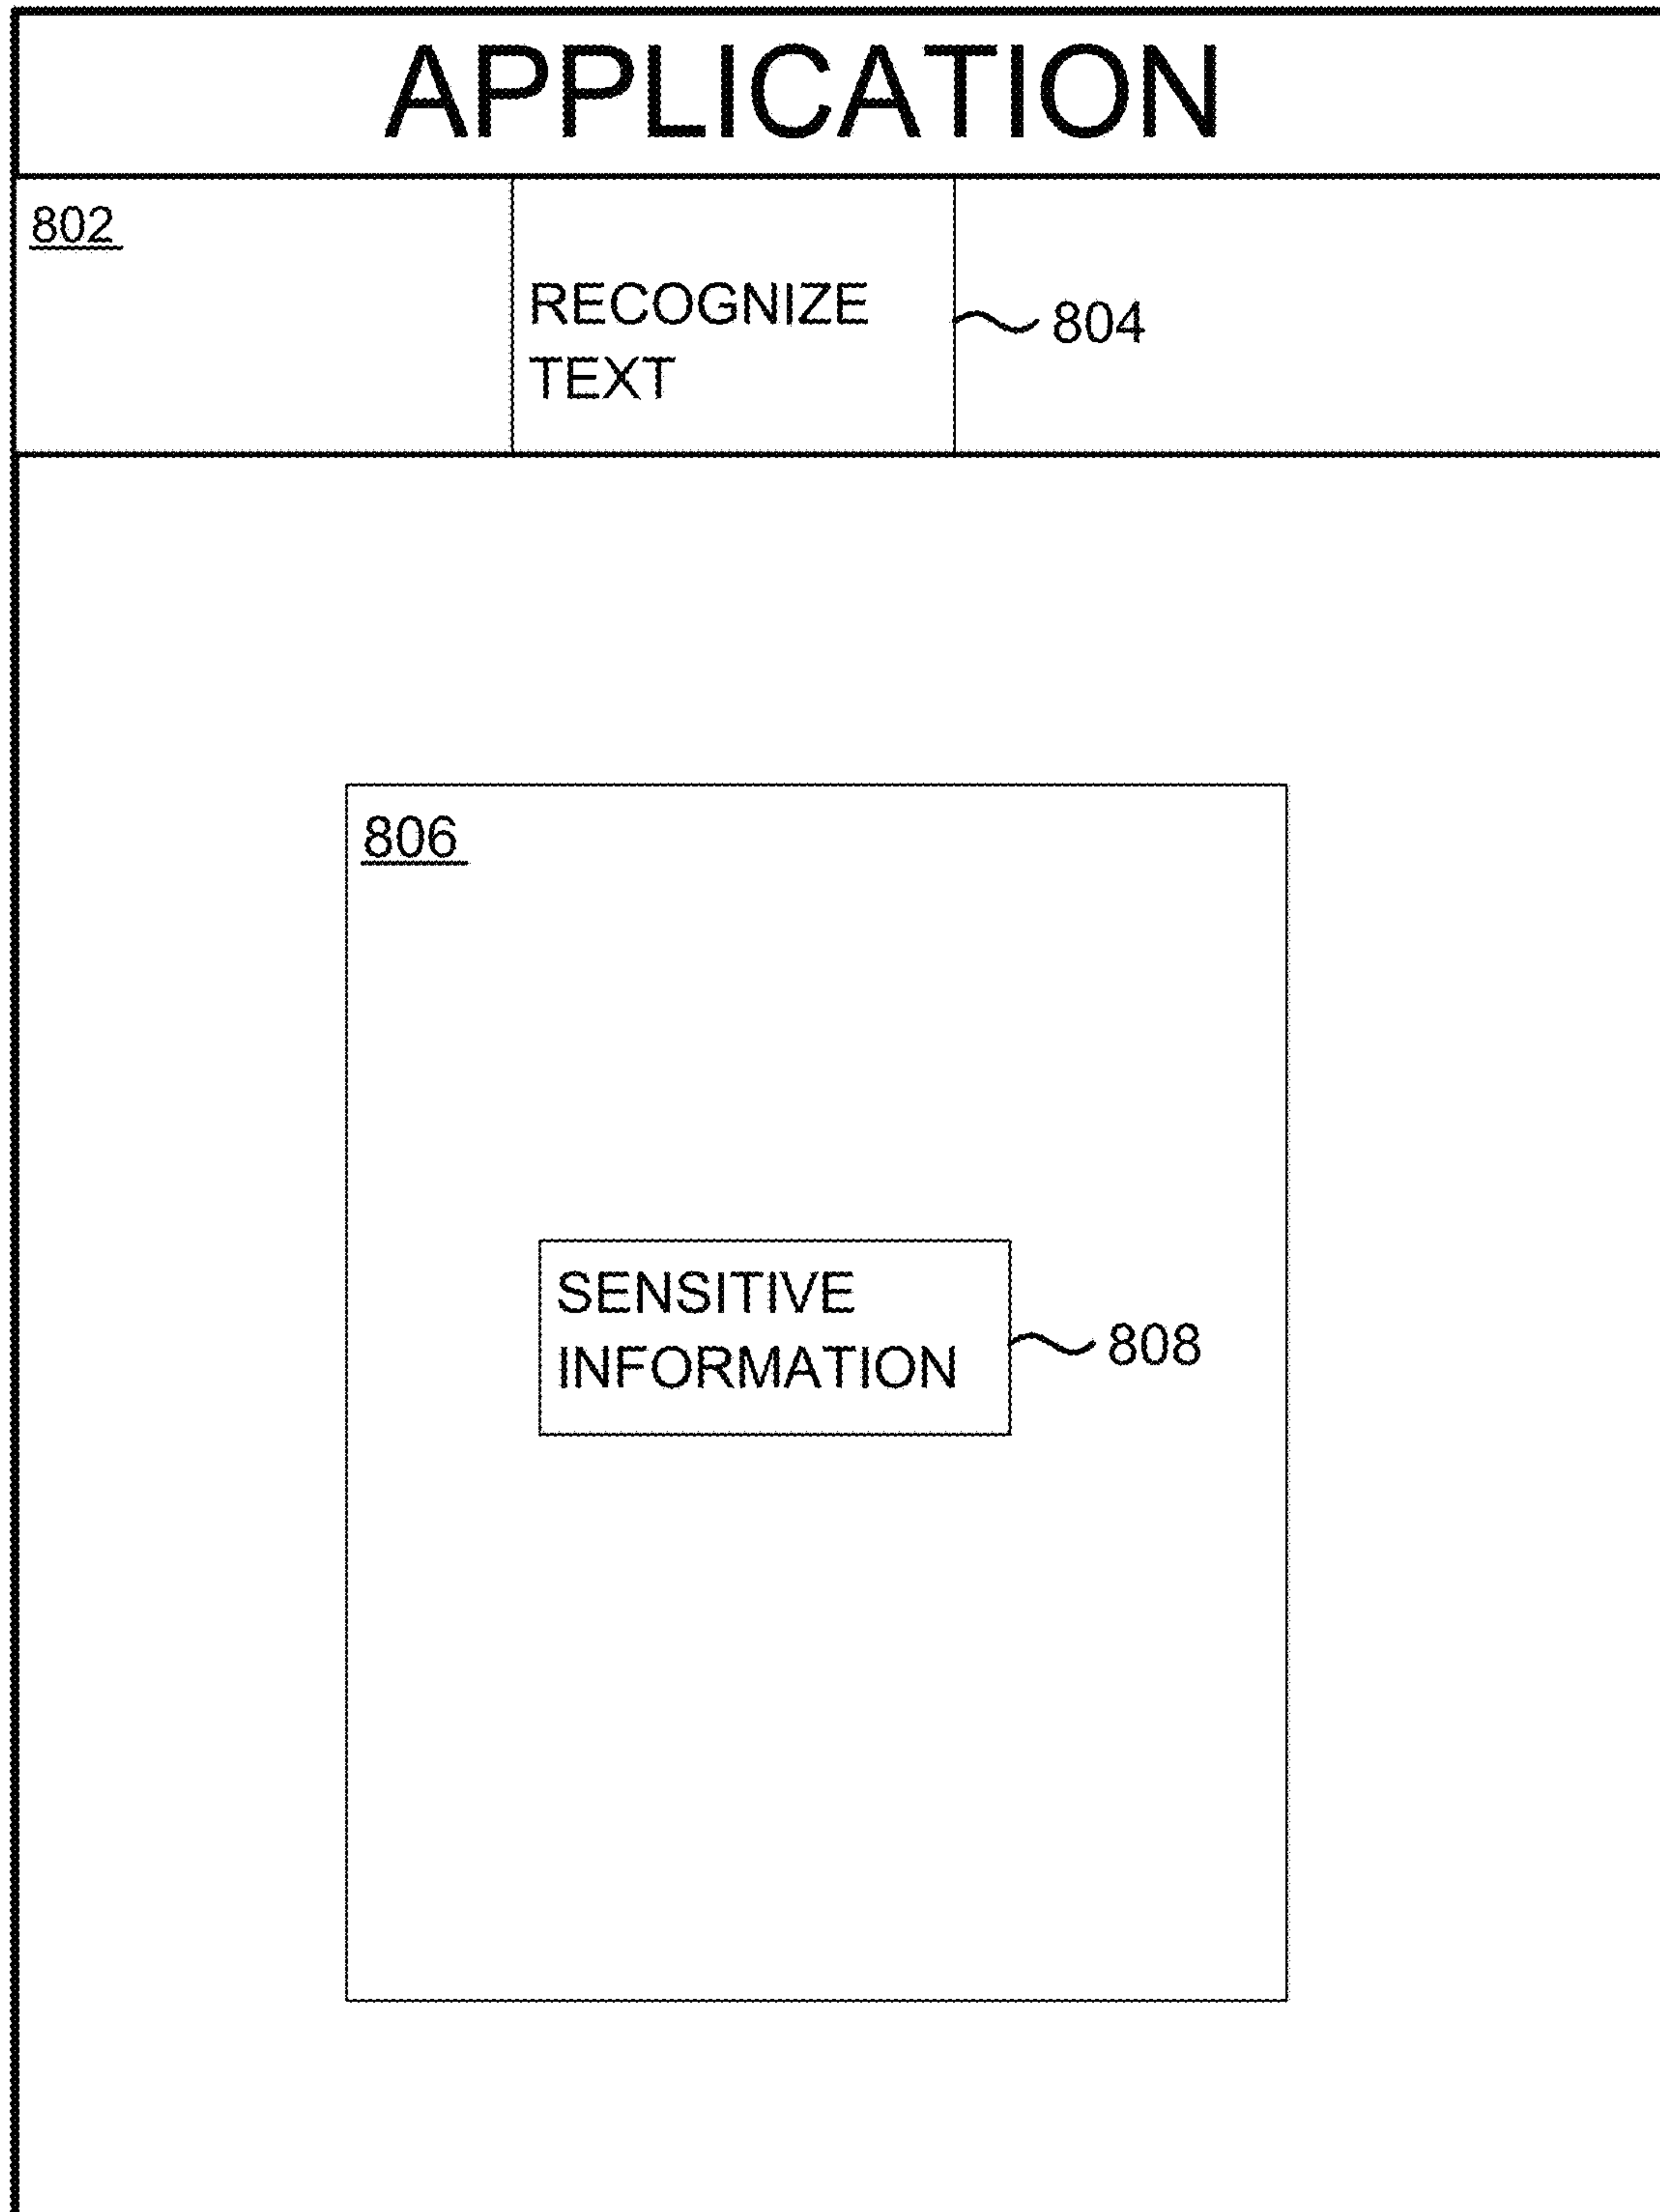 APPLICATION
802
RECOGNIZE
TEXT
804
806
SENSITIVE
INFORMATION
808